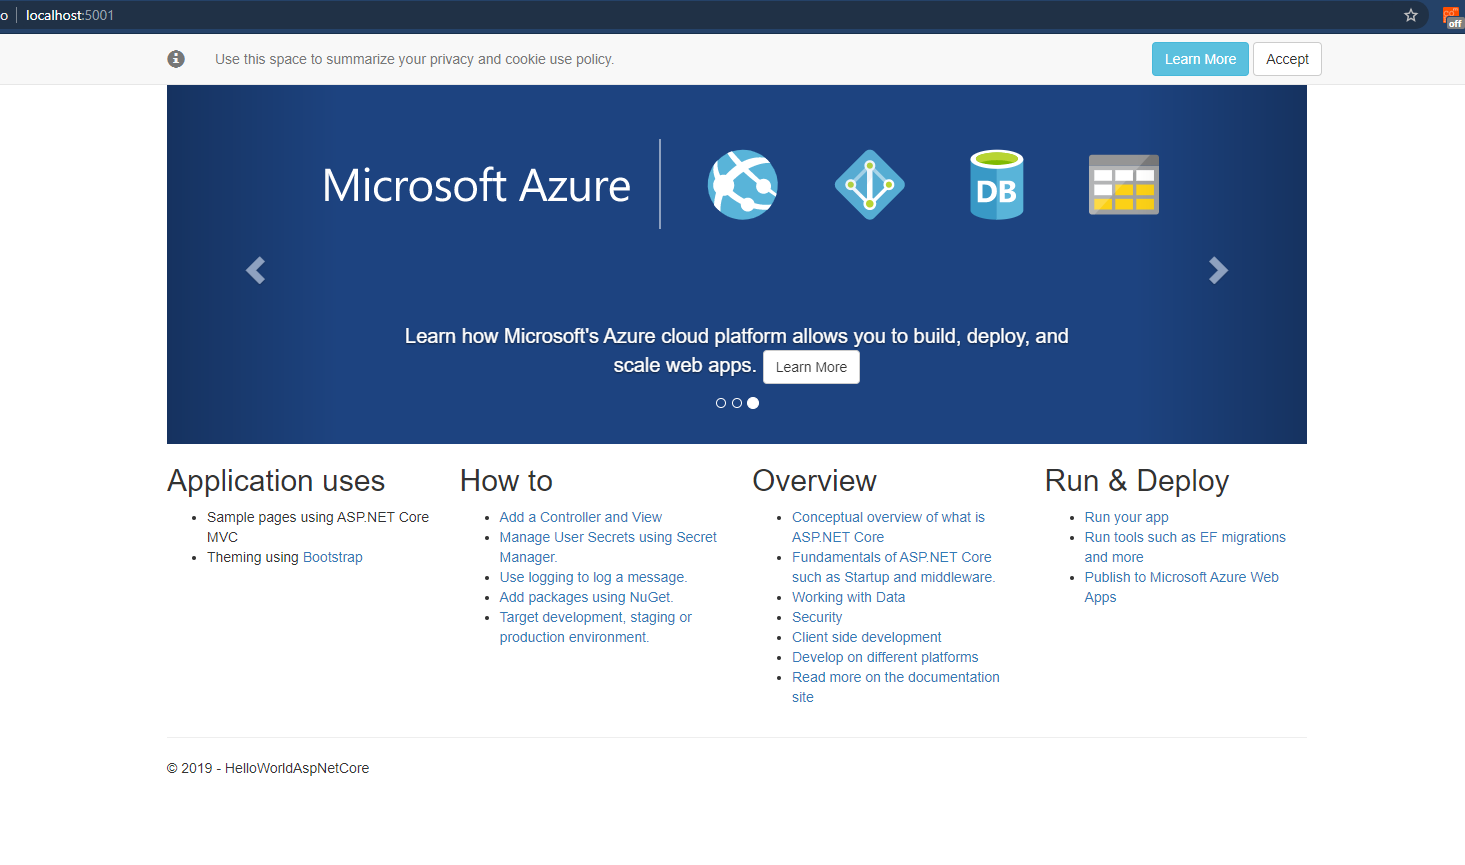 o localhost:5001
off
Use this space to summarize your privacy and cookie use policy.
Learn More
Accept
Microsoft Azure
DB
Learn how Microsoft's Azure cloud platform allows you to build, deploy, and
scale web apps. Learn More
Application uses
Sample pages using ASP.NET Core
MVC
Theming using Bootstrap
How to
Add a Controller and View
Manage User Secrets using Secret
Manager.
Use logging to log a message.
Add packages using NuGet.
Target development, staging or
production environment.
Overview
Conceptual overview of what is
ASP.NET Core
Fundamentals of ASP.NET Core
such as Startup and middleware.
Working with Data
Security
Client side development
Develop on different platforms
Read more on the documentation
site
Run & Deploy
Run your app
Run tools such as EF migrations
and more
Publish to Microsoft Azure Web
Apps
© 2019 - HelloWorldAspNetCore